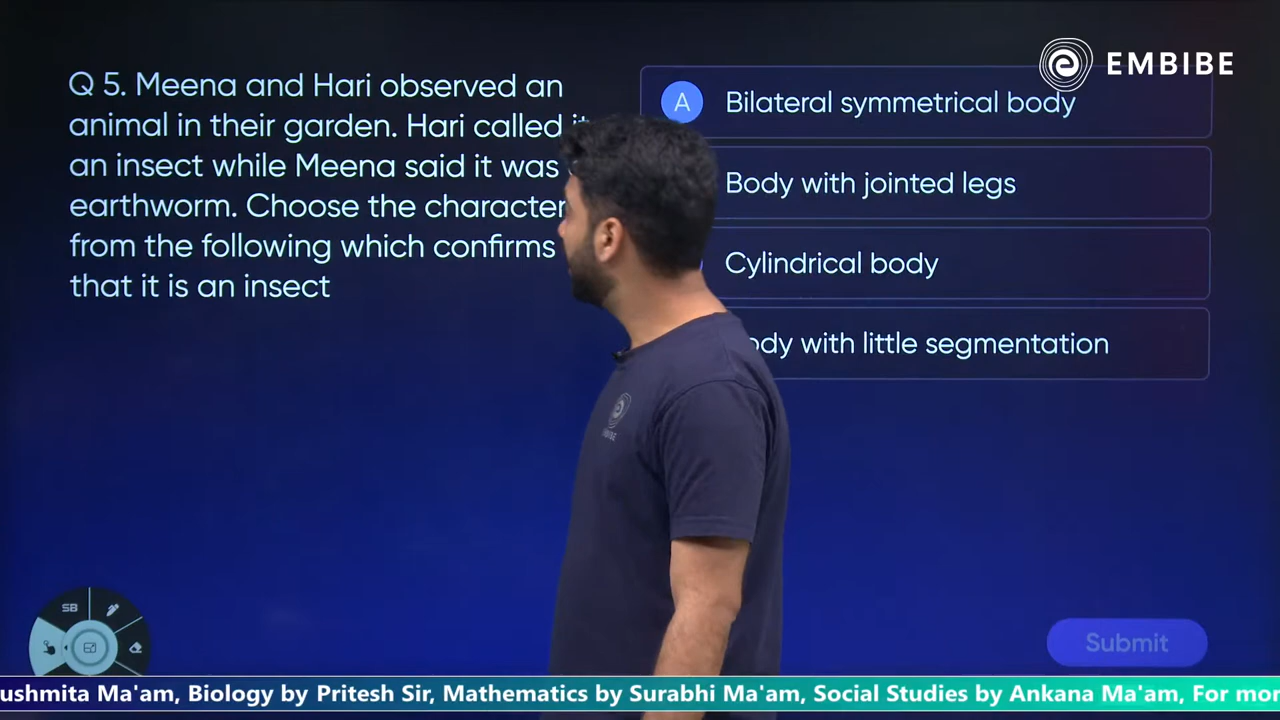 EMBIBE
Q 5. Meena and Hari observed an
animal in their garden. Hari called
an insect while Meena said it was
earthworm. Choose the character
from the following which confirms
that it is an insect
A Bilateral symmetrical body
Body with jointed legs
Cylindrical body
ody with little segmentation
SB
Submit
ushmita Ma'am, Biology by Pritesh Sir, Mathematics by Surabhi Ma'am, Social Studies by Ankana Ma'am, For mor